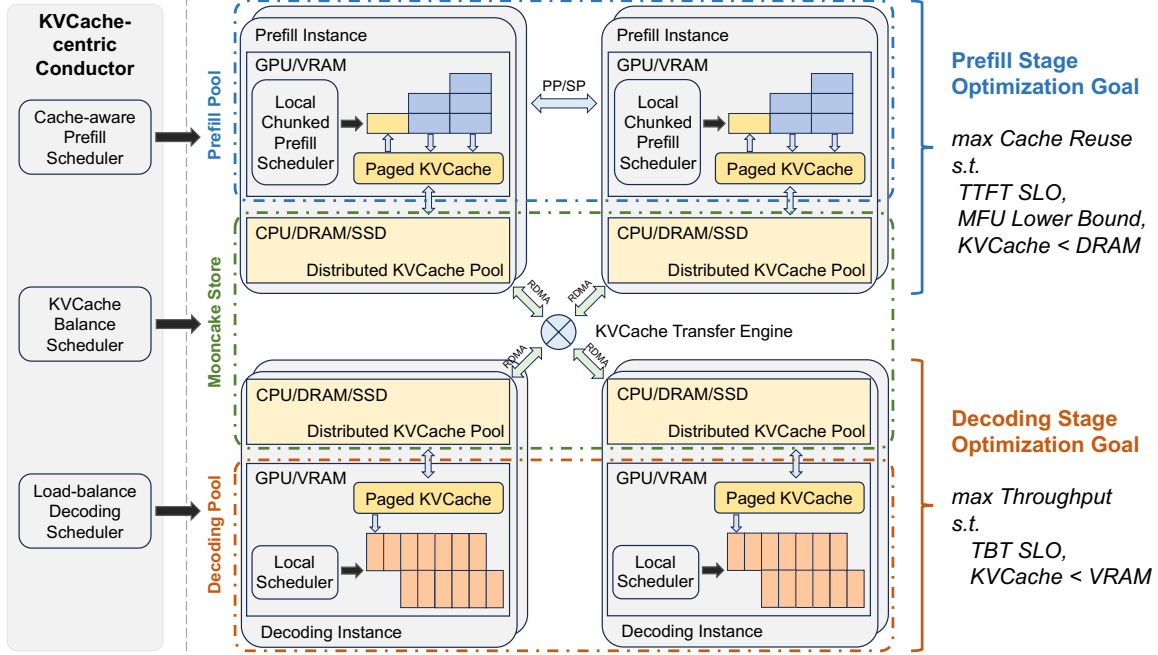 KVCache-
centric
Conductor
Cache-aware
Prefill
Scheduler
KVCache
Balance
Scheduler
Load-balance
Decoding
Scheduler
Prefill Pool
Mooncake Store
Decoding Pool
Prefill Instance
GPU/VRAM
Local
Chunked
Prefill
Scheduler
Paged KVCache
CPU/DRAM/SSD
Distributed KVCache Pool
PP/SP
Prefill Instance
GPU/VRAM
Local
Chunked
Prefill
Scheduler
Paged KVCache
CPU/DRAM/SSD
Distributed KVCache Pool
RDMA
RDMA
KVCache Transfer Engine
RDMA
RDMA
CPU/DRAM/SSD
Distributed KVCache Pool
GPU/VRAM
Paged KVCache
Local
Scheduler
Decoding Instance
CPU/DRAM/SSD
Distributed KVCache Pool
GPU/VRAM
Paged KVCache
Local
Scheduler
Decoding Instance
Prefill Stage
Optimization Goal
max Cache Reuse
s.t.
TTFT SLO,
MFU Lower Bound,
KVCache < DRAM
Decoding Stage
Optimization Goal
max Throughput
s.t.
TBT SLO,
KVCache < VRAM